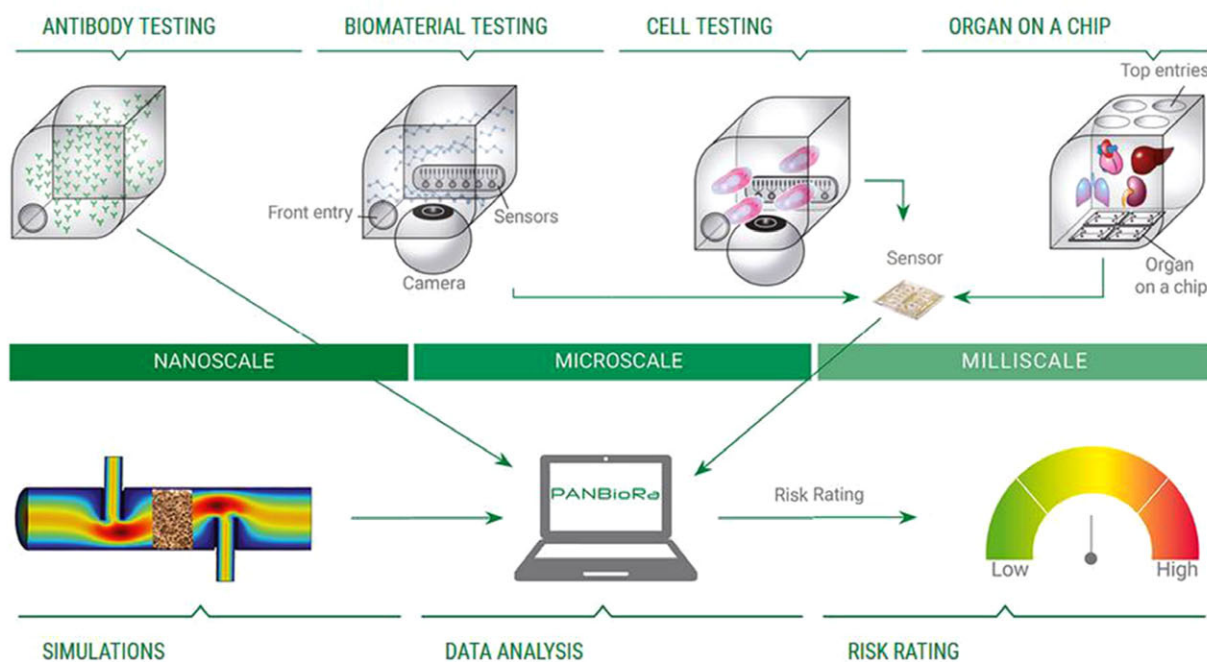 ANTIBODY TESTING
BIOMATERIAL TESTING
CELL TESTING
ORGAN ON A CHIP
Top entries
Front entry
Sensors
Camera
Sensor
Organ
on a chip
NANOSCALE
MICROSCALE
MILLISCALE
PANBioRa
Risk Rating
Low
High
SIMULATIONS
DATA ANALYSIS
RISK RATING